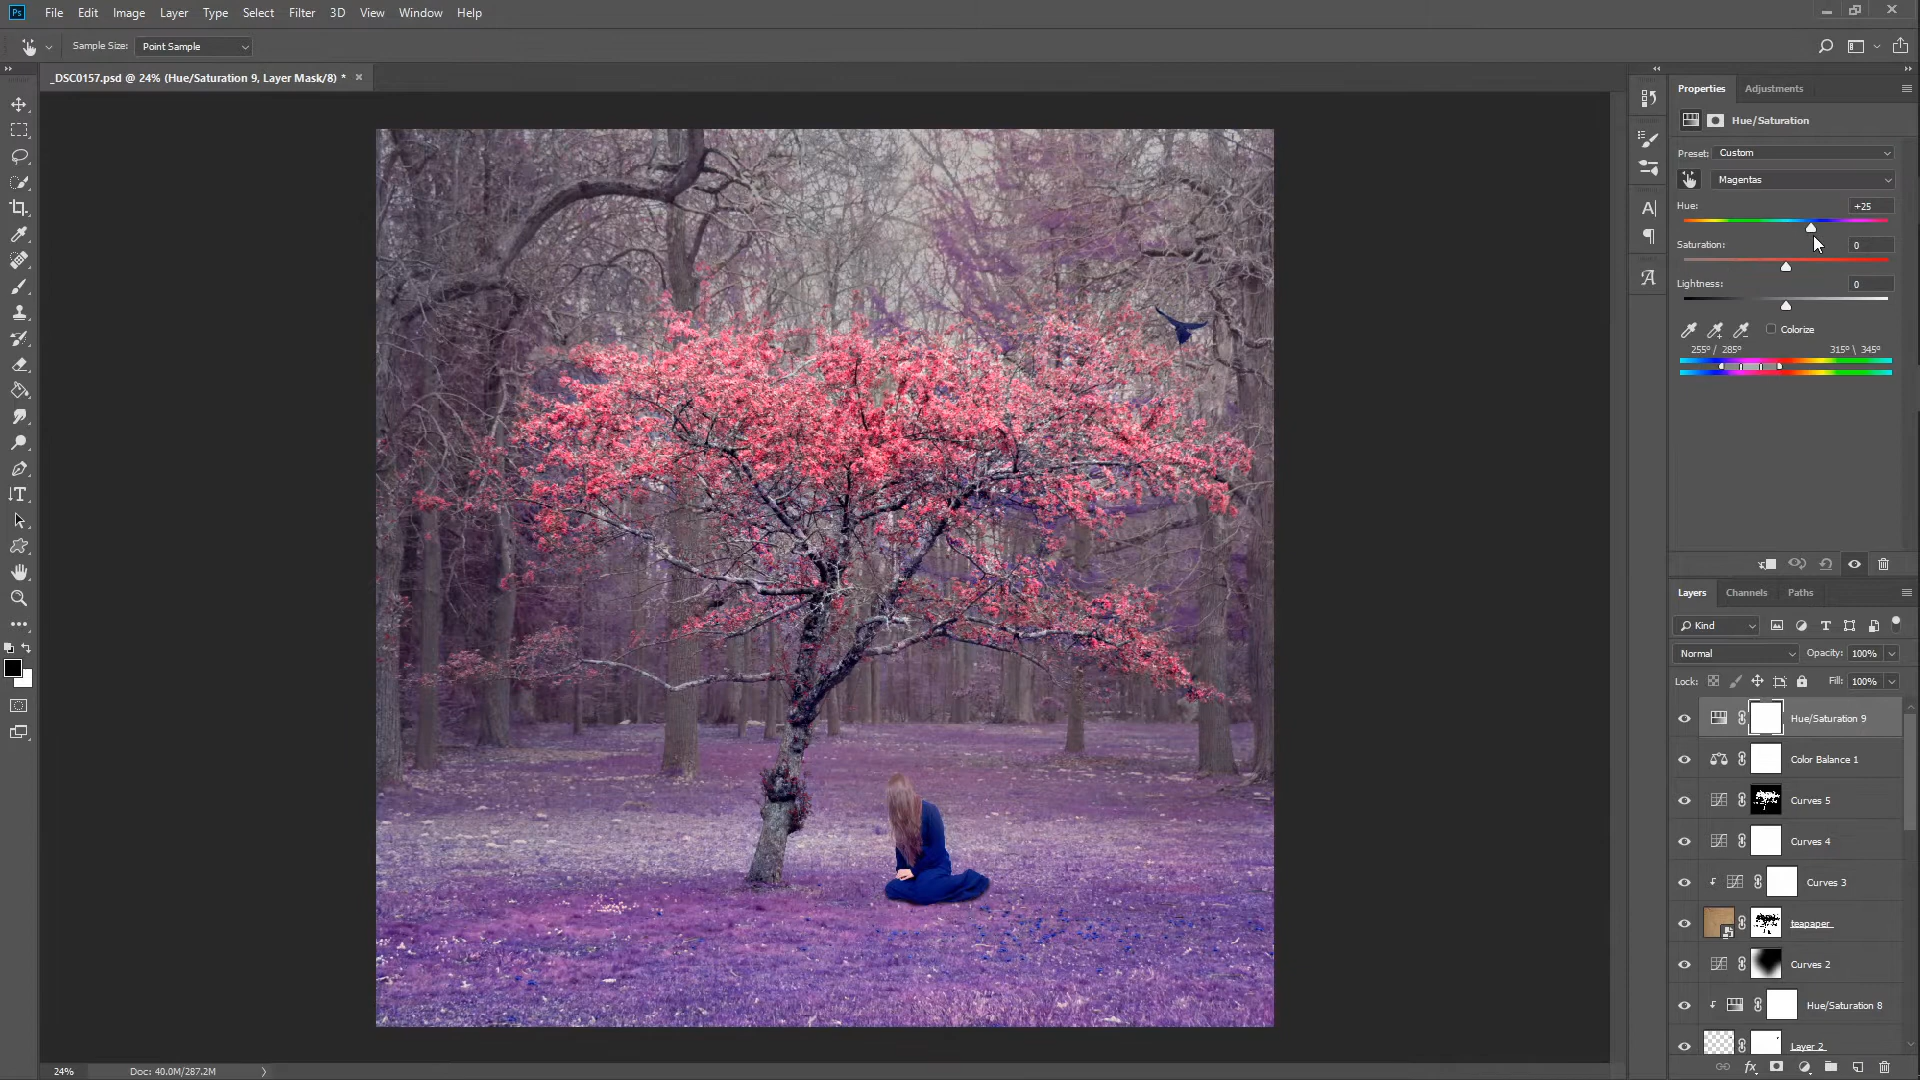 Ps File Edit Image Layer Type Select Filter 3D View Window Help
Sample Size: Point Sample
_DSC0157.psd @ 24% (Hue/Saturation 9, Layer Mask/8) *
Properties Adjustments
Hue/Saturation
Preset: Custom
Magentas
Hue: +25
Saturation: 0
Lightness: 0
Colorize
255° / 285° 315° \ 345°
Layers Channels Paths
Kind
Normal Opacity: 100%
Lock: Fill: 100%
Hue/Saturation 9
Color Balance 1
Curves 5
Curves 4
Curves 3
teapaper
Curves 2
Hue/Saturation 8
Layer 2
24% Doc: 40.0M/287.2M